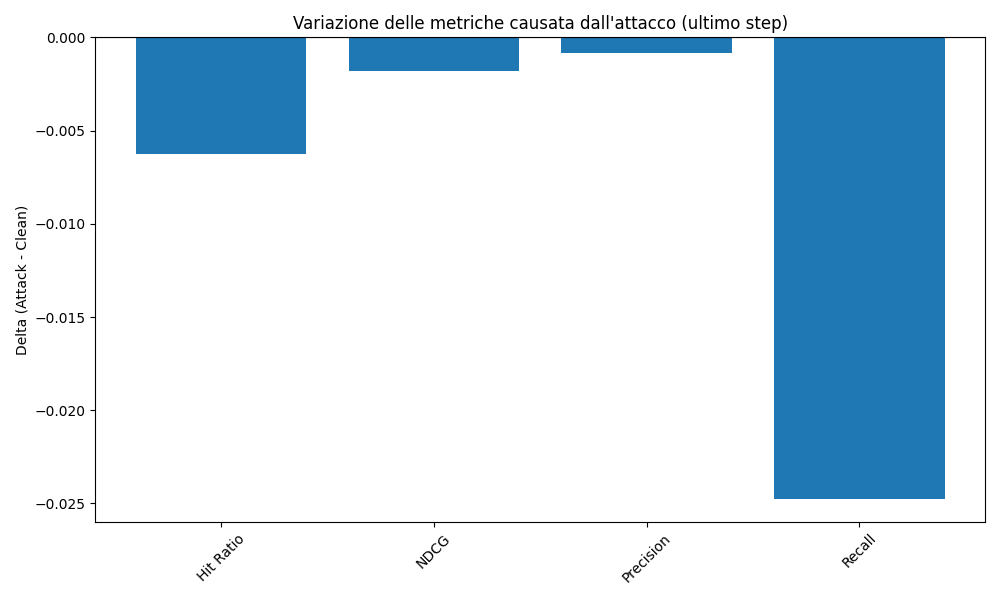 Variazione delle metriche causata dall'attacco (ultimo step)
Delta (Attack - Clean)
0.000
−0.005
−0.010
−0.015
−0.020
−0.025
Hit Ratio
NDCG
Precision
Recall